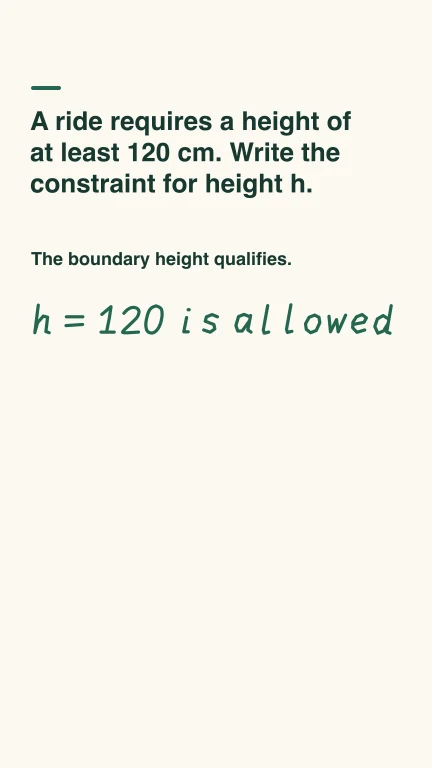 A ride requires a height of
at least 120 cm. Write the
constraint for height h.
The boundary height qualifies.
h = 120 is allowed